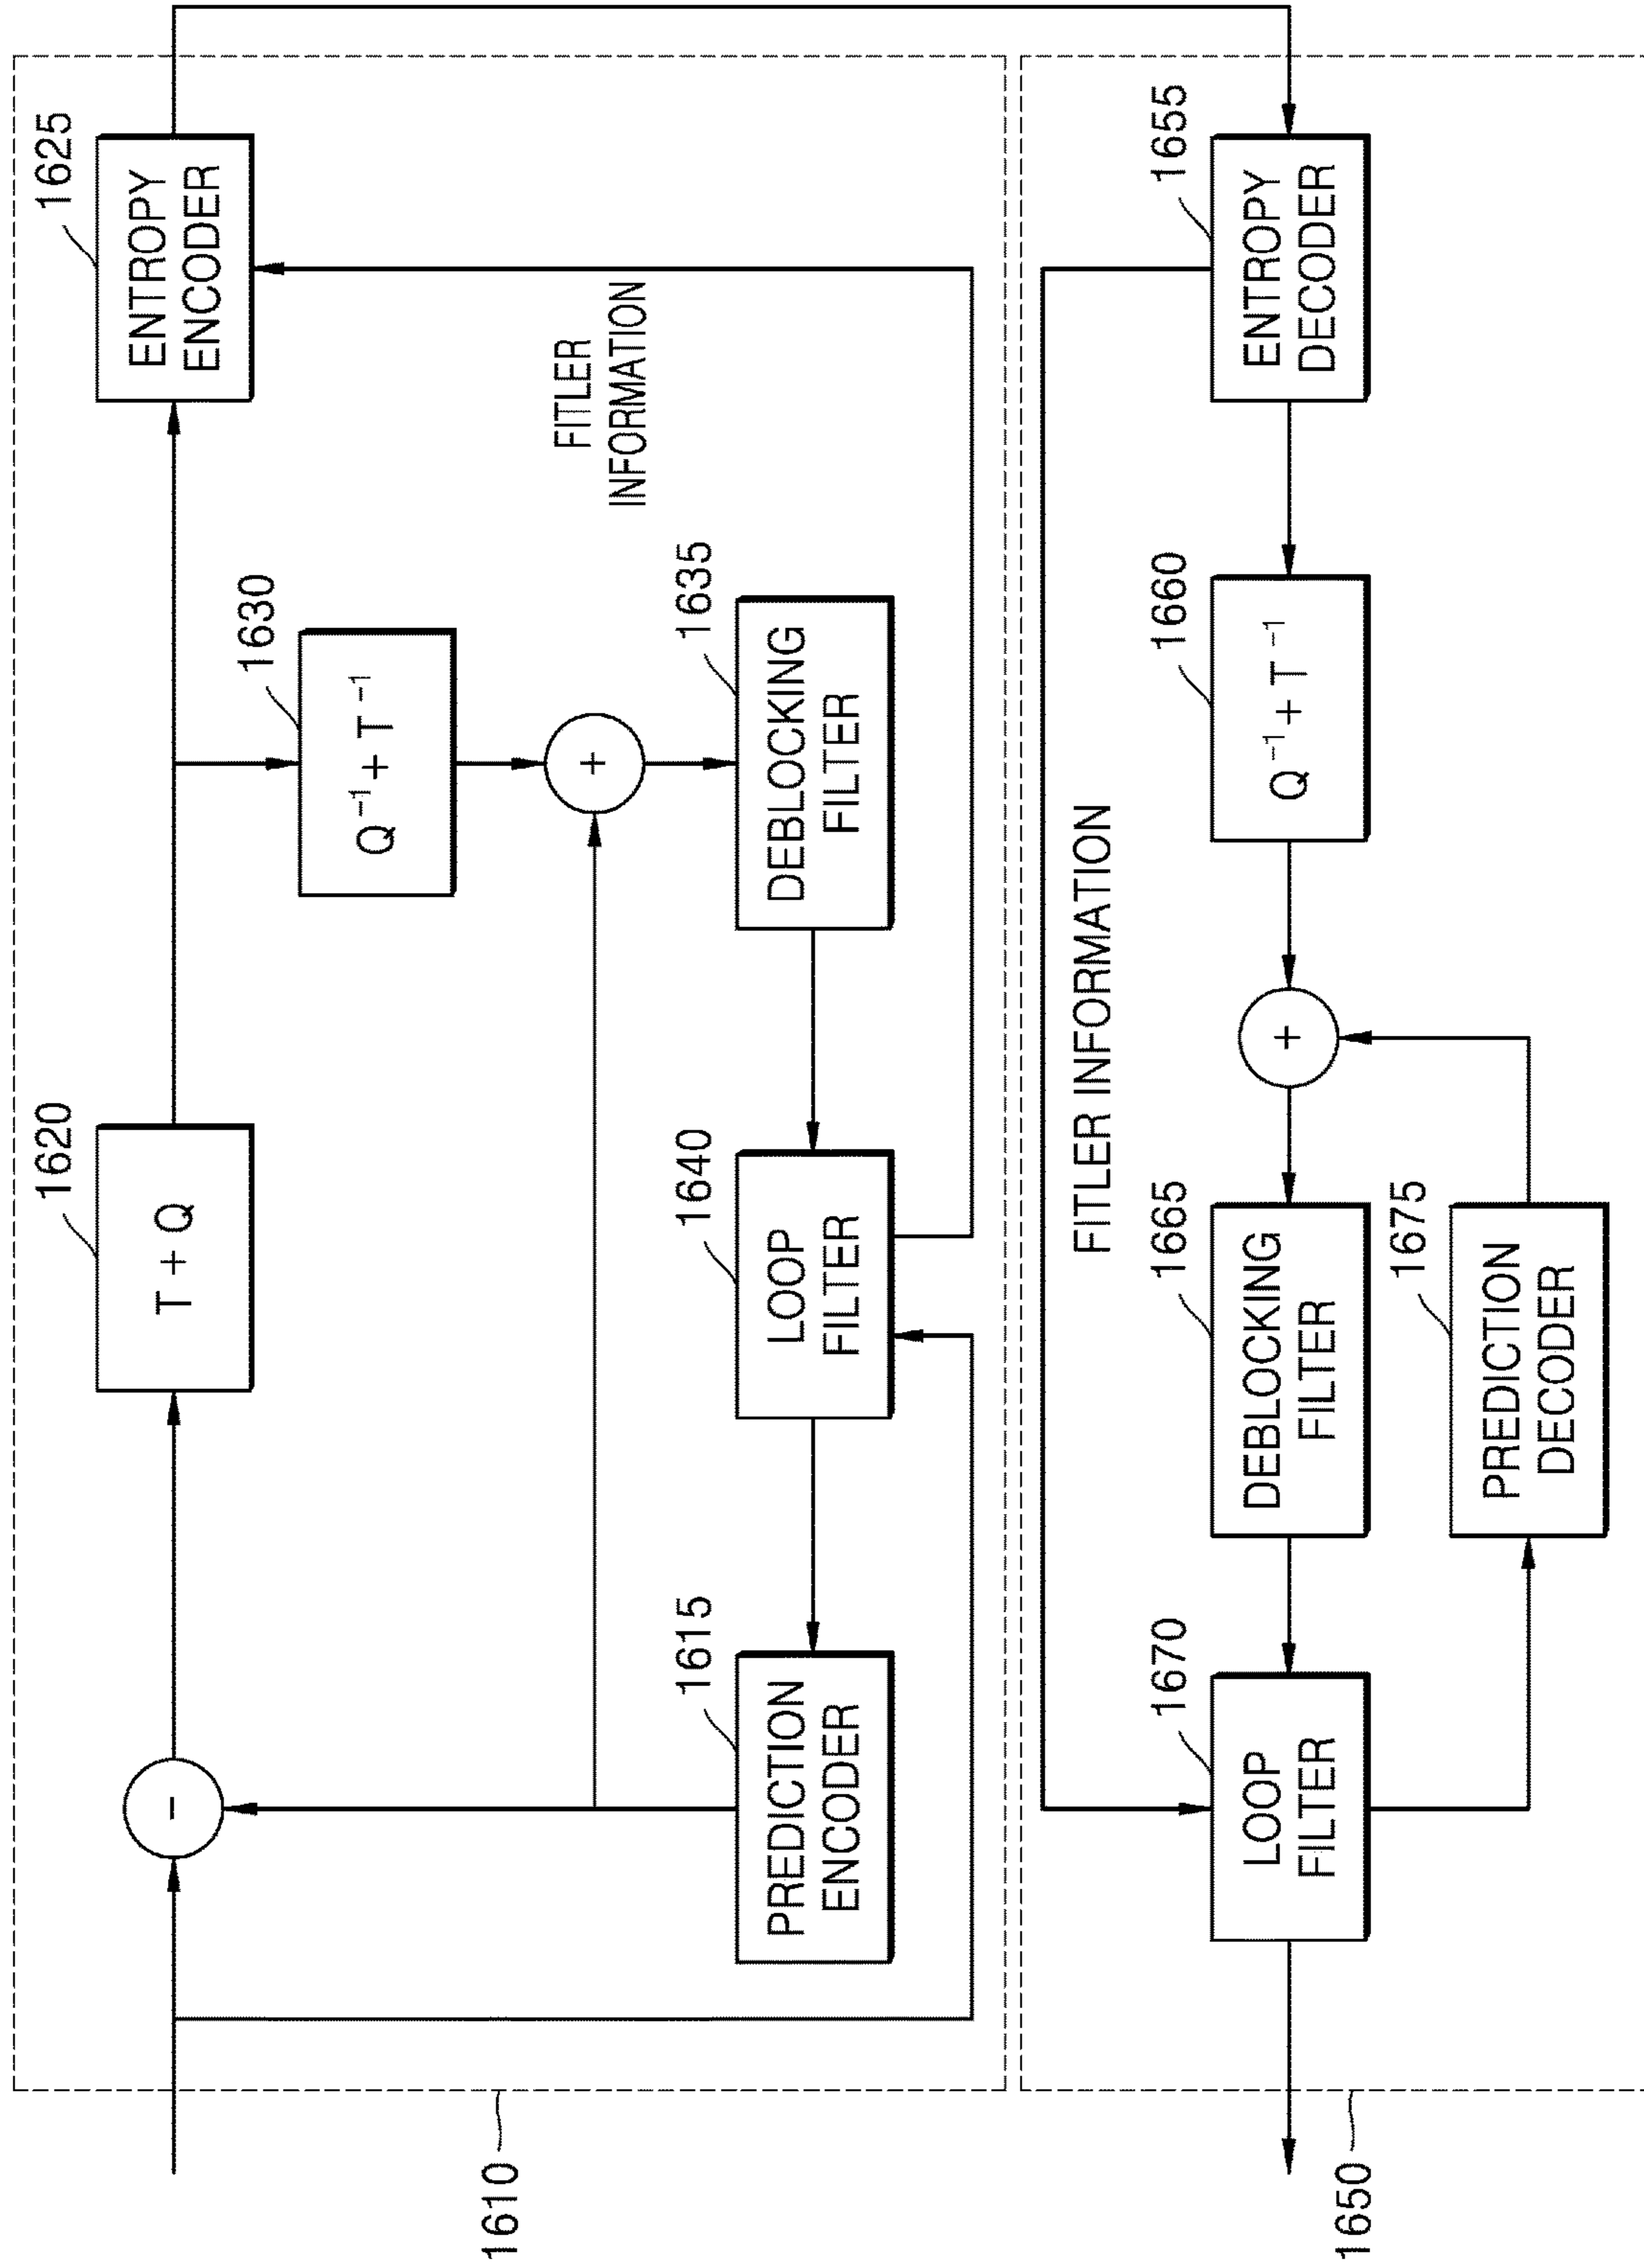 1610
-
1620
T + Q
1625
ENTROPY
ENCODER
1630
Q⁻¹ + T⁻¹
+
FITLER
INFORMATION
1615
PREDICTION
ENCODER
1640
LOOP
FILTER
1635
DEBLOCKING
FILTER
1650
FITLER INFORMATION
1670
LOOP
FILTER
1665
DEBLOCKING
FILTER
+
1660
Q⁻¹ + T⁻¹
1655
ENTROPY
DECODER
1675
PREDICTION
DECODER